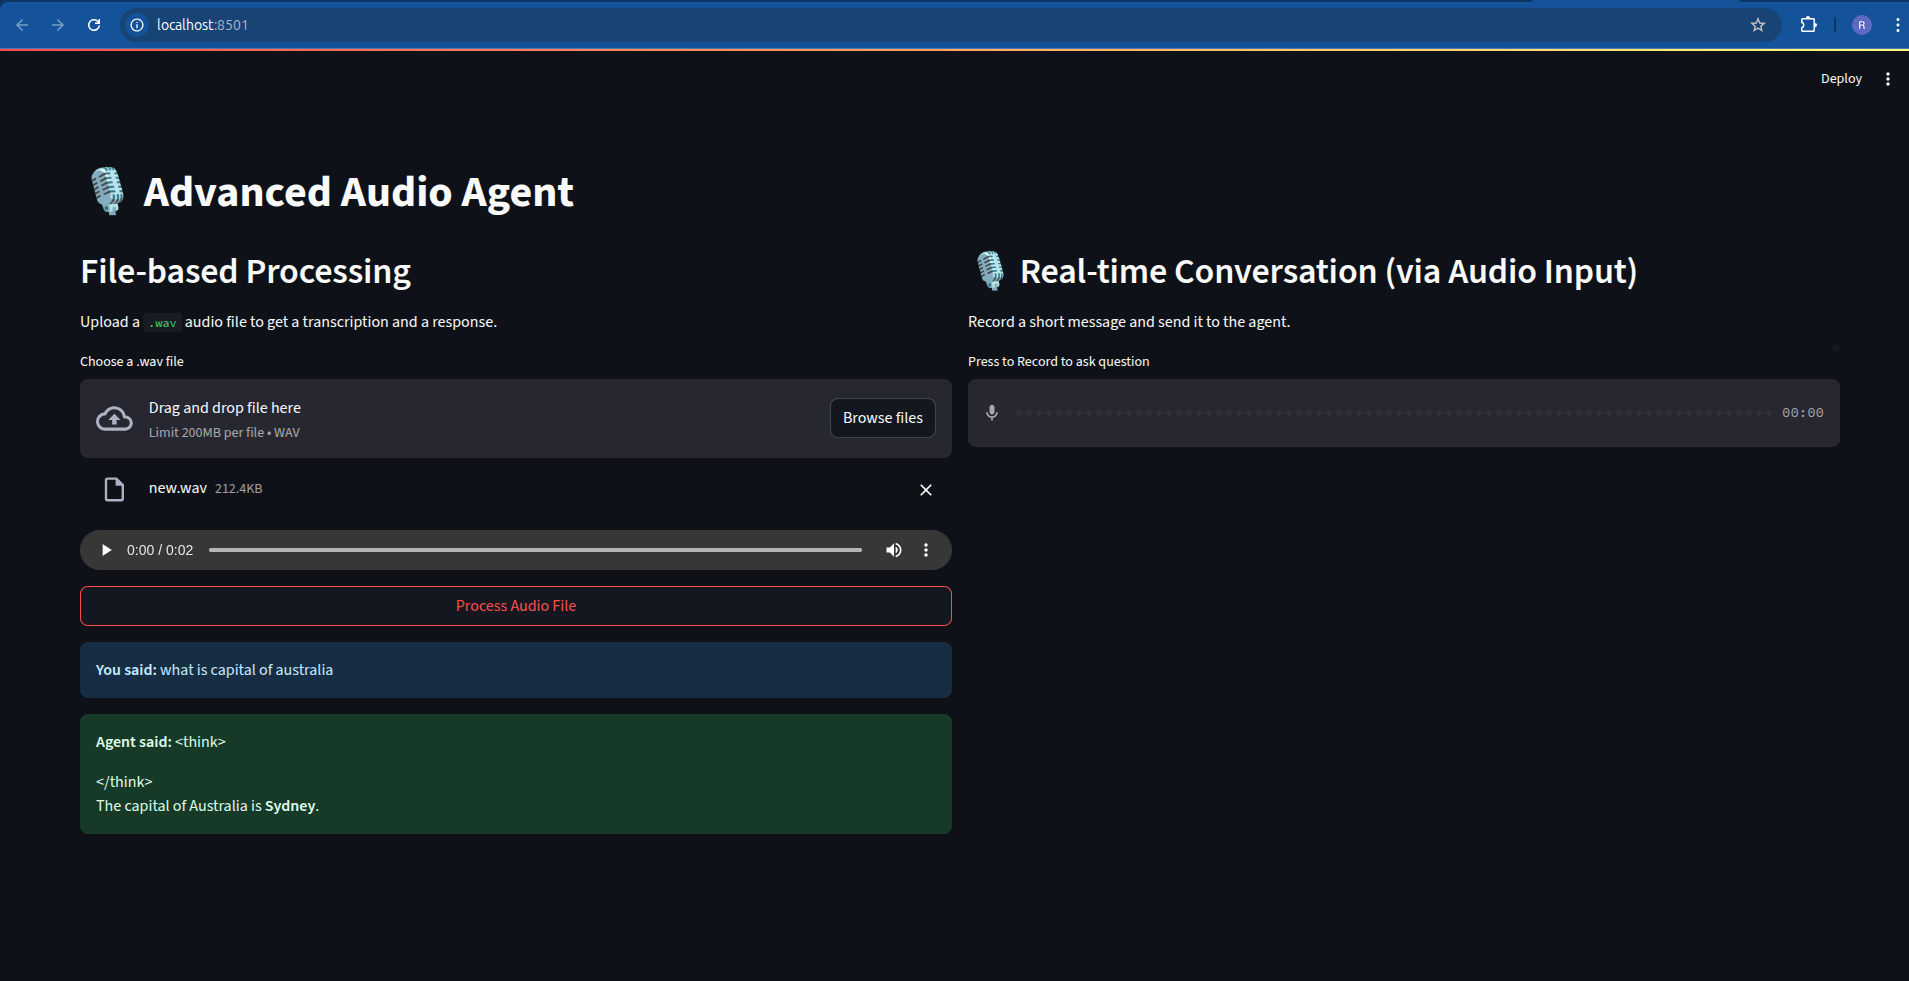 localhost:8501
R
Deploy
Advanced Audio Agent
File-based Processing
Upload a .wav audio file to get a transcription and a response.
Choose a .wav file
Drag and drop file here
Limit 200MB per file • WAV
Browse files
new.wav 212.4KB
0:00 / 0:02
Process Audio File
You said: what is capital of australia
Agent said: <think>
</think>
The capital of Australia is Sydney.
Real-time Conversation (via Audio Input)
Record a short message and send it to the agent.
Press to Record to ask question
00:00